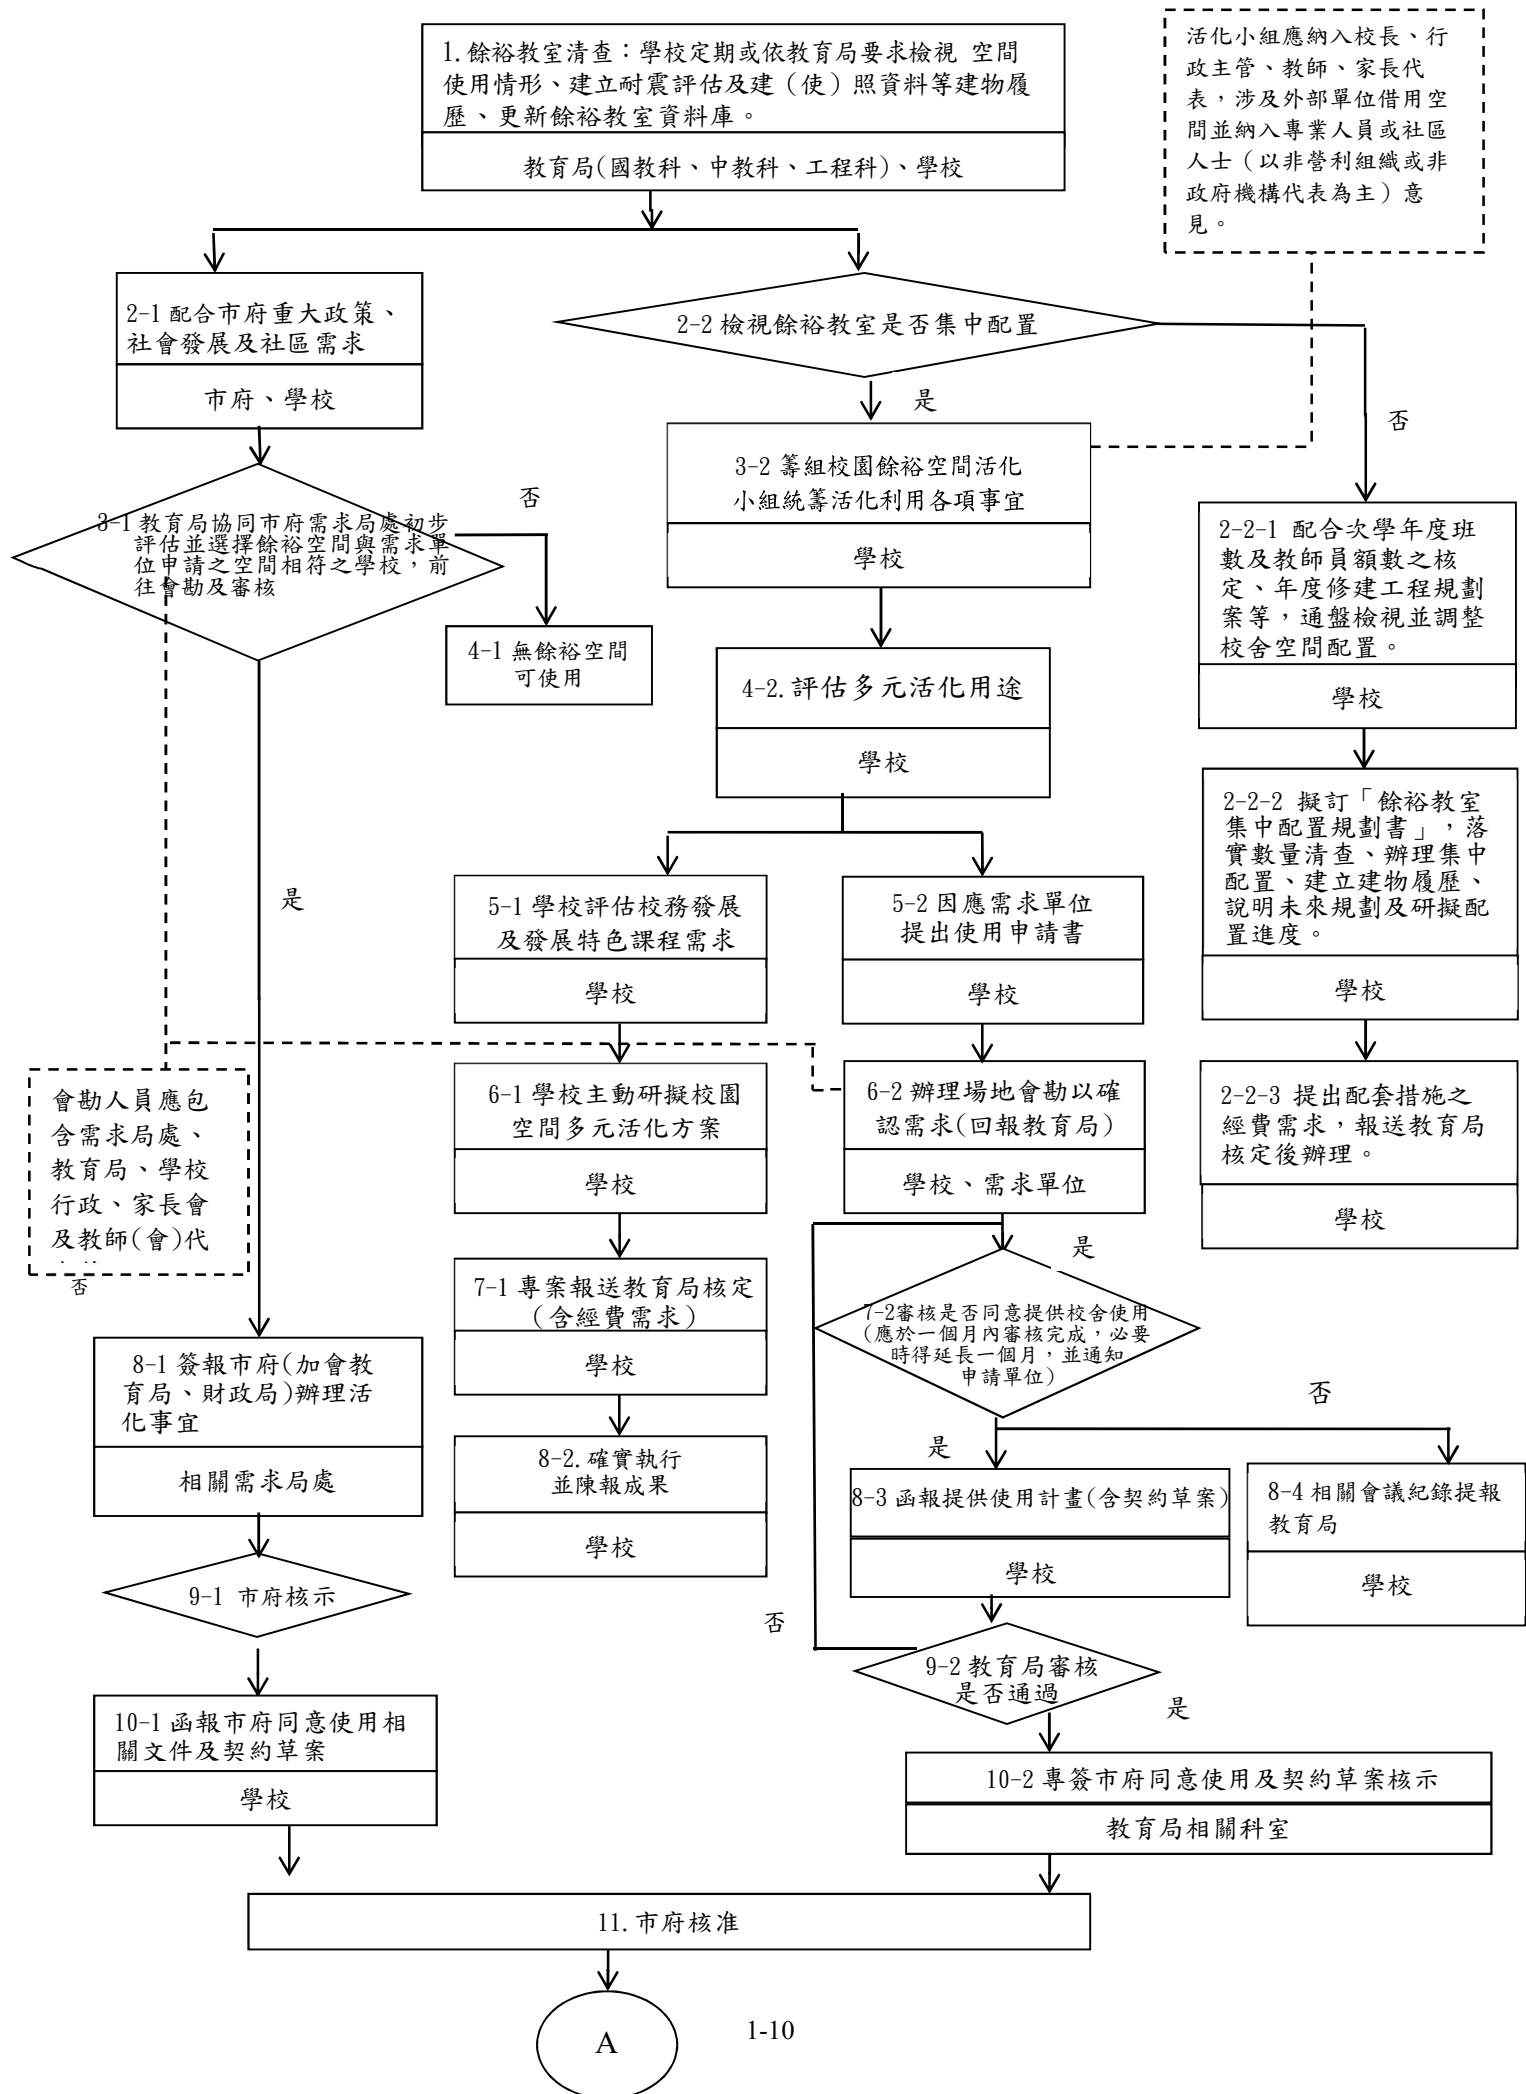 1.餘裕教室清查：學校定期或依教育局要求檢視 空間
使用情形、建立耐震評估及建（使）照資料等建物履
歷、更新餘裕教室資料庫。
教育局(國教科、中教科、工程科)、學校
活化小組應納入校長、行
政主管、教師、家長代
表，涉及外部單位借用空
間並納入專業人員或社區
人士（以非營利組織或非
政府機構代表為主）意
見。
2-1 配合市府重大政策、
社會發展及社區需求
市府、學校
2-2 檢視餘裕教室是否集中配置
是
否
3-1 教育局協同市府需求局處初步
評估並選擇餘裕空間與需求單
位申請之空間相符之學校，前
往會勘及審核
否
4-1 無餘裕空間
可使用
3-2 籌組校園餘裕空間活化
小組統籌活化利用各項事宜
學校
4-2.評估多元活化用途
學校
2-2-1 配合次學年度班
數及教師員額數之核
定、年度修建工程規劃
案等，通盤檢視並調整
校舍空間配置。
學校
2-2-2 擬訂「餘裕教室
集中配置規劃書」，落
實數量清查、辦理集中
配置、建立建物履歷、
說明未來規劃及研擬配
置進度。
學校
2-2-3 提出配套措施之
經費需求，報送教育局
核定後辦理。
學校
是
5-1 學校評估校務發展
及發展特色課程需求
學校
5-2 因應需求單位
提出使用申請書
學校
6-1 學校主動研擬校園
空間多元活化方案
學校
6-2 辦理場地會勘以確
認需求(回報教育局)
學校、需求單位
會勘人員應包
含需求局處、
教育局、學校
行政、家長會
及教師(會)代
否
是
7-1 專案報送教育局核定
（含經費需求）
學校
7-2審核是否同意提供校舍使用
（應於一個月內審核完成，必要
時得延長一個月，並通知
申請單位）
是
否
8-1 簽報市府(加會教
育局、財政局)辦理活
化事宜
相關需求局處
8-2.確實執行
並陳報成果
學校
8-3 函報提供使用計畫(含契約草案)
學校
8-4 相關會議紀錄提報
教育局
學校
9-1 市府核示
否
9-2 教育局審核
是否通過
是
10-1 函報市府同意使用相
關文件及契約草案
學校
10-2 專簽市府同意使用及契約草案核示
教育局相關科室
11.市府核准
A
1-10